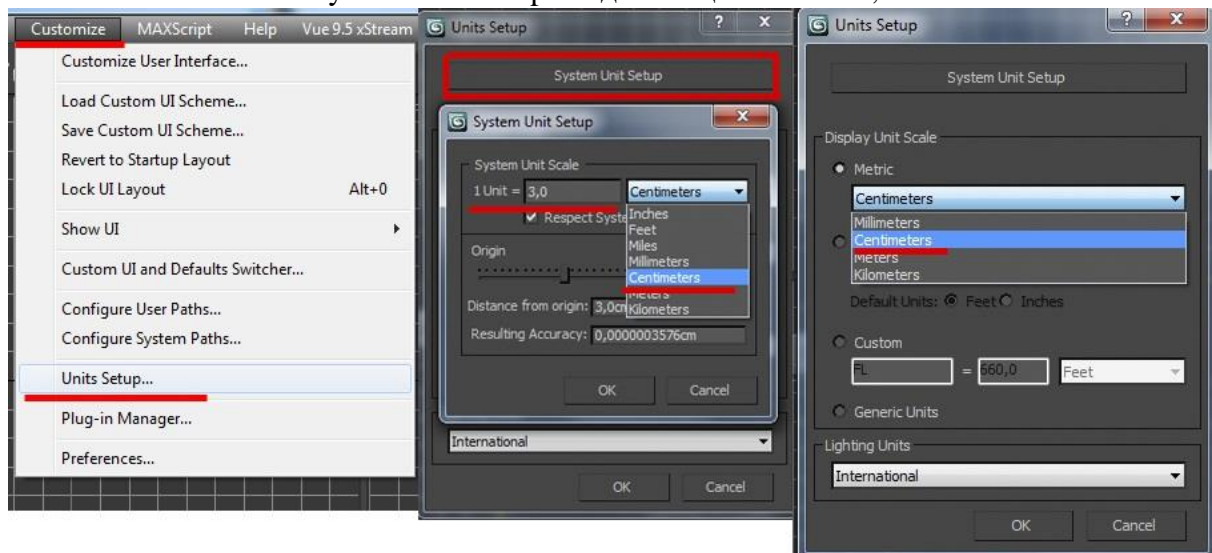 Customize MAXScript Help Vue 9.5 xStream
Customize User Interface...
Load Custom UI Scheme...
Save Custom UI Scheme...
Revert to Startup Layout
Lock UI Layout Alt+0
Show UI
Custom UI and Defaults Switcher...
Configure User Paths...
Configure System Paths...
Units Setup...
Plug-in Manager...
Preferences...
Units Setup
System Unit Setup
System Unit Setup
System Unit Scale
1 Unit = 3,0 Centimeters
Respect Syste
Inches
Feet
Miles
Millimeters
Centimeters
Meters
Kilometers
Origin
Distance from origin: 3,0cm
Resulting Accuracy: 0,0000003576cm
OK Cancel
International
OK Cancel
Units Setup
System Unit Setup
Display Unit Scale
Metric
Centimeters
Millimeters
Centimeters
Meters
Kilometers
Default Units: Feet Inches
Custom
FL = 660,0 Feet
Generic Units
Lighting Units
International
OK Cancel